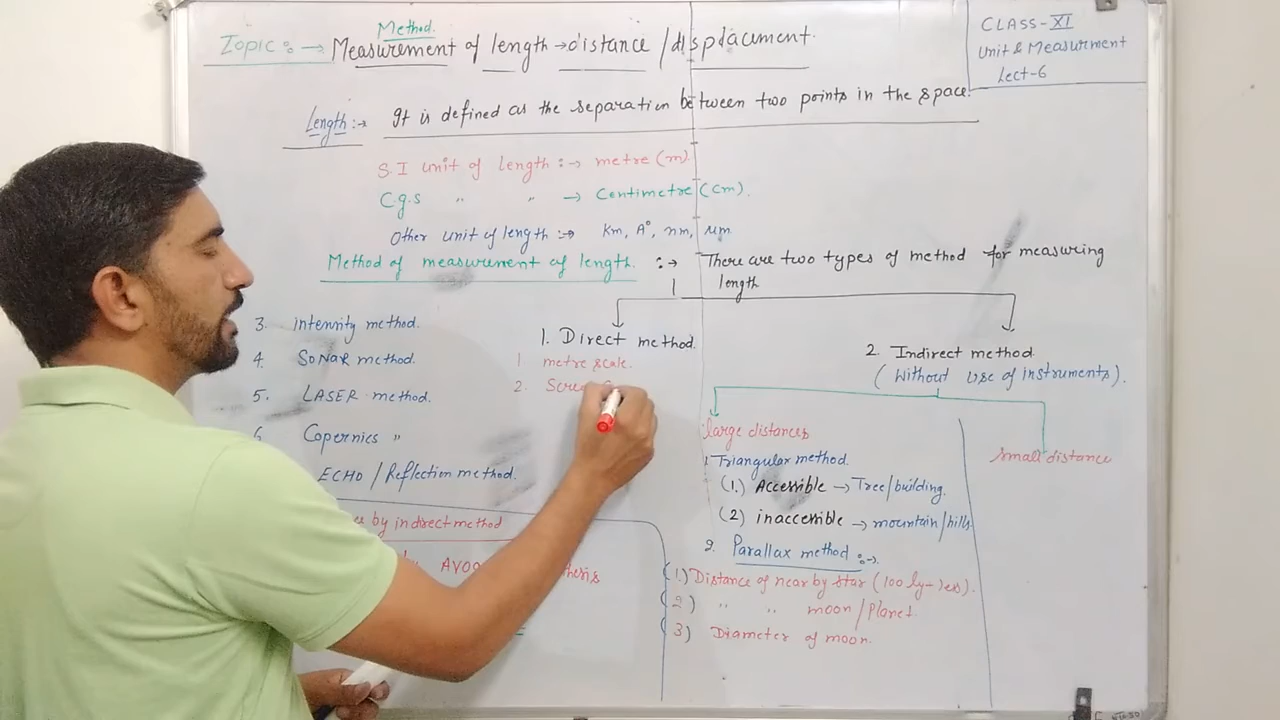 Method.
Topic :→ Measurement of length → distance / displacement.
CLASS-XI
Unit & Measurment
Lect-6
Length :→ It is defined as the separation between two points in the space.
S.I unit of length :→ metre (m).
C.g.s " " → Centimetre (cm).
Other unit of length :→ Km, A°, nm, μm
Method of measurement of length. :→ There are two types of method for measuring
length
1. Direct method.
1 metre scale.
2. Screw
2. Indirect method.
(Without use of instruments).
large distances
1. Triangular method.
(1.) Accessible → Tree/building.
(2) inaccessible → mountain/hills.
2. Parallax method :→.
(1.) Distance of near by star (100 ly-less).
(2) " " moon/planet.
(3) Diameter of moon.
small distance
3. intensity method.
4. SONAR method.
5. LASER method.
6 Copernics "
ECHO / Reflection method.
by indirect method